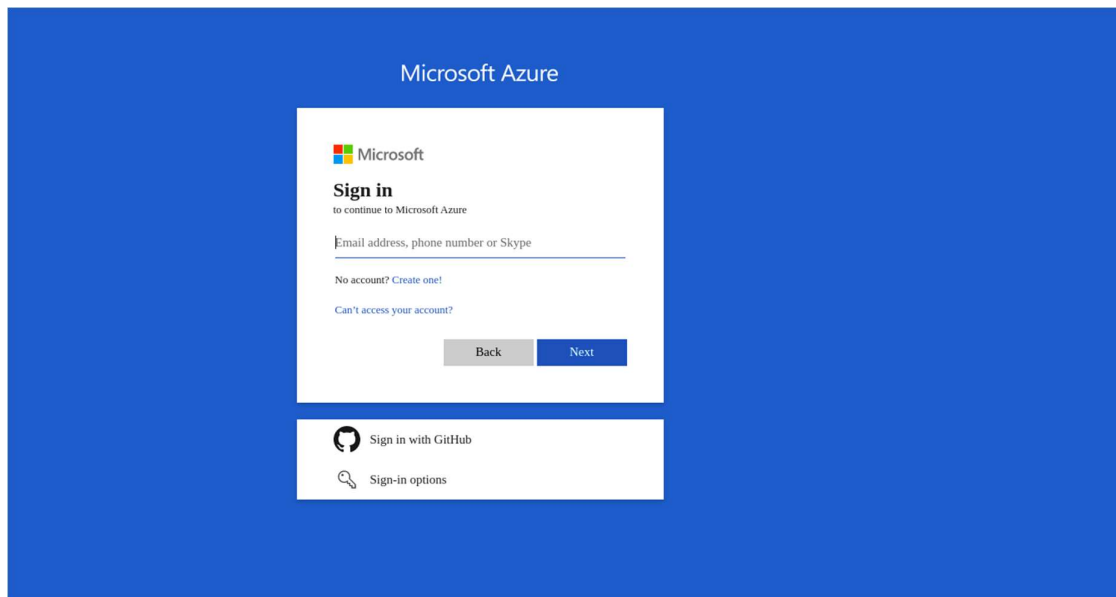 Microsoft Azure
Microsoft
Sign in
to continue to Microsoft Azure
Email address, phone number or Skype
No account? Create one!
Can’t access your account?
Back Next
Sign in with GitHub
Sign-in options